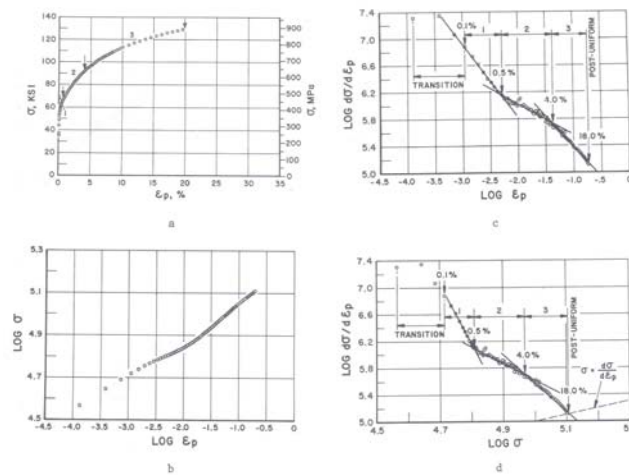 σ, KSI
140
120
100
80
60
40
20
0
0 5 10 15 20 25 30 35
εp, %
900
800
700
600
500
400
300
200
100
0
σ, MPa
1
2
3
a
LOG σ
5.3
5.1
4.9
4.7
4.5
-4.5 -4.0 -3.5 -3.0 -2.5 -2.0 -1.5 -1.0 -0.5 0.0
LOG εp
b
LOG dσ/dεp
7.4
7.0
6.6
6.2
5.8
5.4
5.0
0.1%
1 2 3
POST-UNIFORM
TRANSITION
0.5%
4.0%
18.0%
-4.5 -4.0 -3.5 -3.0 -2.5 -2.0 -1.5 -1.0 -0.5 0.0
LOG εp
c
LOG dσ/dεp
7.4
7.0
6.6
6.2
5.8
5.4
5.0
0.1%
1 2 3
POST-UNIFORM
TRANSITION
0.5%
4.0%
18.0%
σ = dσ/dεp
4.5 4.7 4.9 5.1 5.3
LOG σ
d